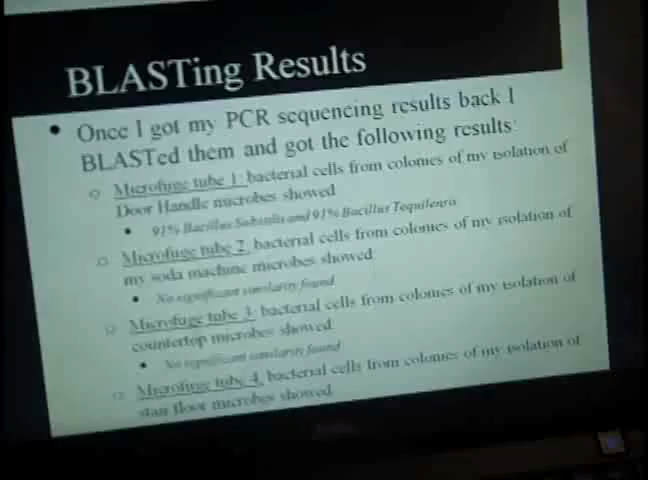 BLASTing Results
• Once I got my PCR sequencing results back I
BLASTed them and got the following results:
Microfuge tube 1: bacterial cells from colonies of my isolation of
Door Handle microbes showed
• 91% Bacillus Subtilis and 91% Bacillus Tequilensis
Microfuge tube 2: bacterial cells from colonies of my isolation of
my soda machine microbes showed
• No significant similarity found
Microfuge tube 3: bacterial cells from colonies of my isolation of
countertop microbes showed
• No significant similarity found
Microfuge tube 4: bacterial cells from colonies of my isolation of
floor microbes showed